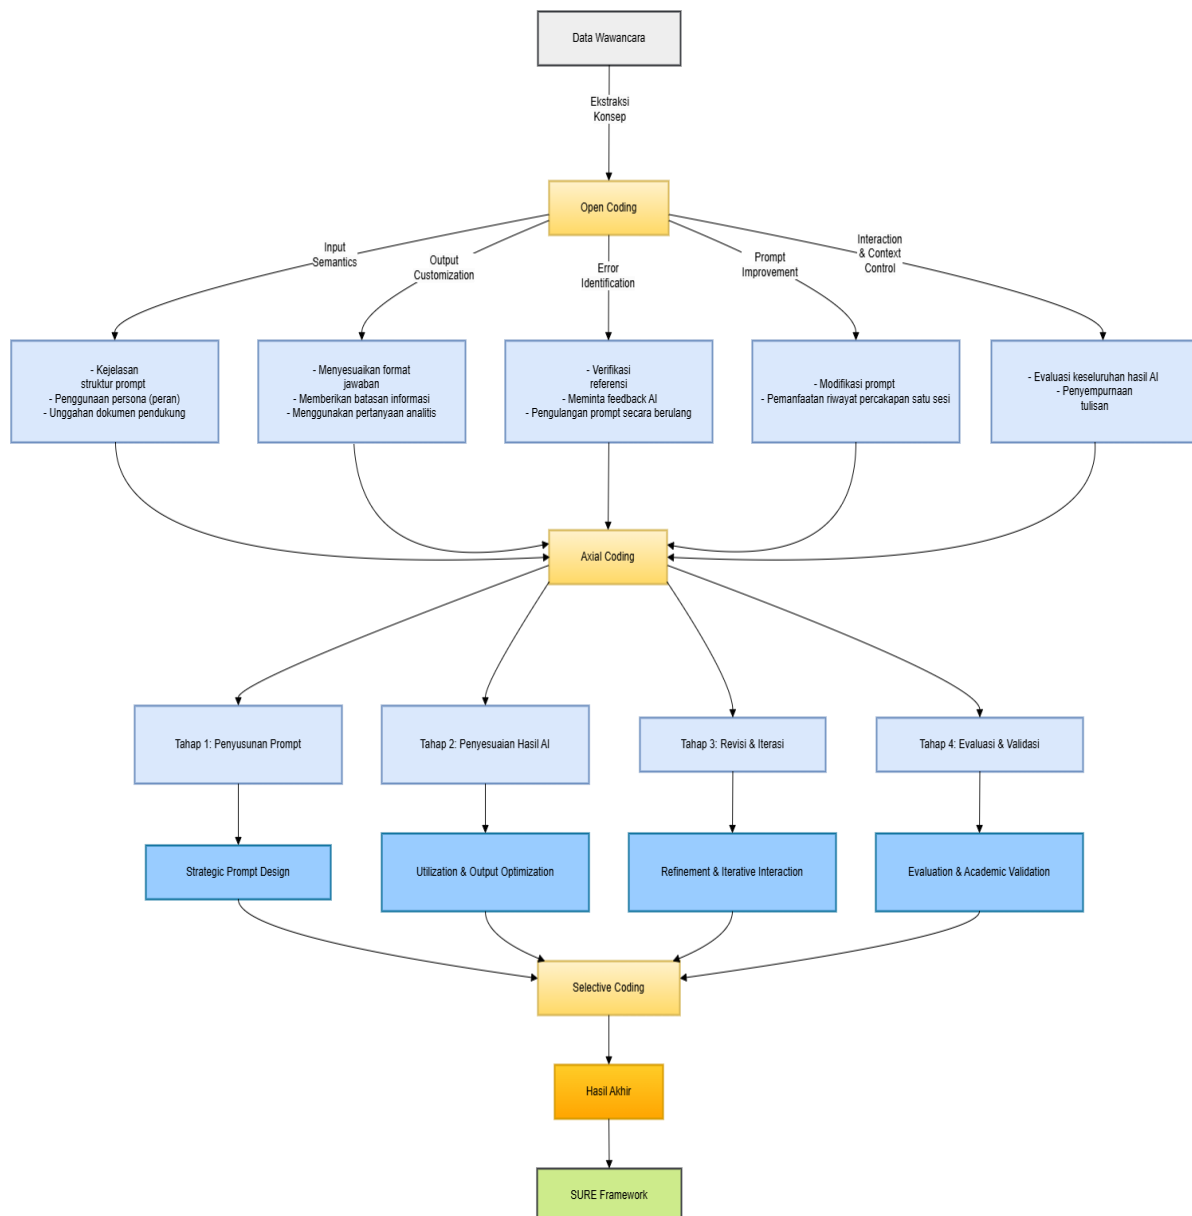 Data Wawancara
Ekstraksi
Konsep
Open Coding
Input
Semantics
Output
Customization
Error
Identification
Prompt
Improvement
Interaction
& Context
Control
- Kejelasan
struktur prompt
- Penggunaan persona (peran)
- Unggahan dokumen pendukung
- Menyesuaikan format
jawaban
- Memberikan batasan informasi
- Menggunakan pertanyaan analitis
- Verifikasi
referensi
- Meminta feedback AI
- Pengulangan prompt secara berulang
- Modifikasi prompt
- Pemanfaatan riwayat percakapan satu sesi
- Evaluasi keseluruhan hasil AI
- Penyempurnaan
tulisan
Axial Coding
Tahap 1: Penyusunan Prompt
Tahap 2: Penyesuaian Hasil AI
Tahap 3: Revisi & Iterasi
Tahap 4: Evaluasi & Validasi
Strategic Prompt Design
Utilization & Output Optimization
Refinement & Iterative Interaction
Evaluation & Academic Validation
Selective Coding
Hasil Akhir
SURE Framework